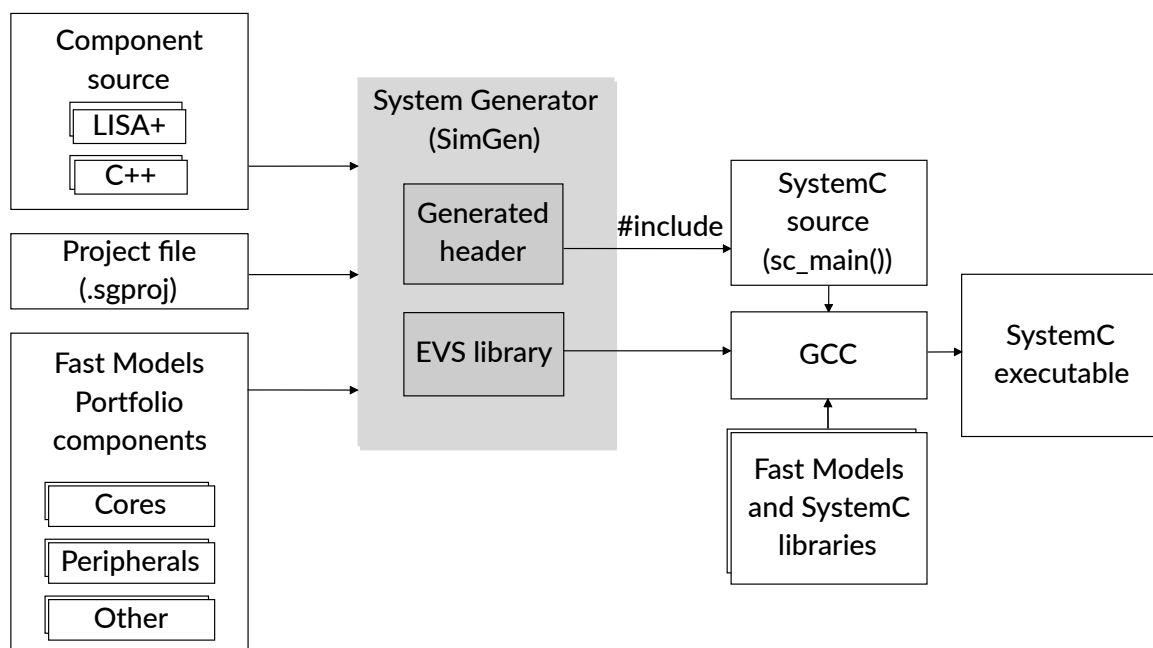 Component
source
LISA+
C++
Project file
(.sgproj)
Fast Models
Portfolio
components
Cores
Peripherals
Other
System Generator
(SimGen)
Generated
header
EVS library
#include
SystemC
source
(sc_main())
GCC
Fast Models
and SystemC
libraries
SystemC
executable